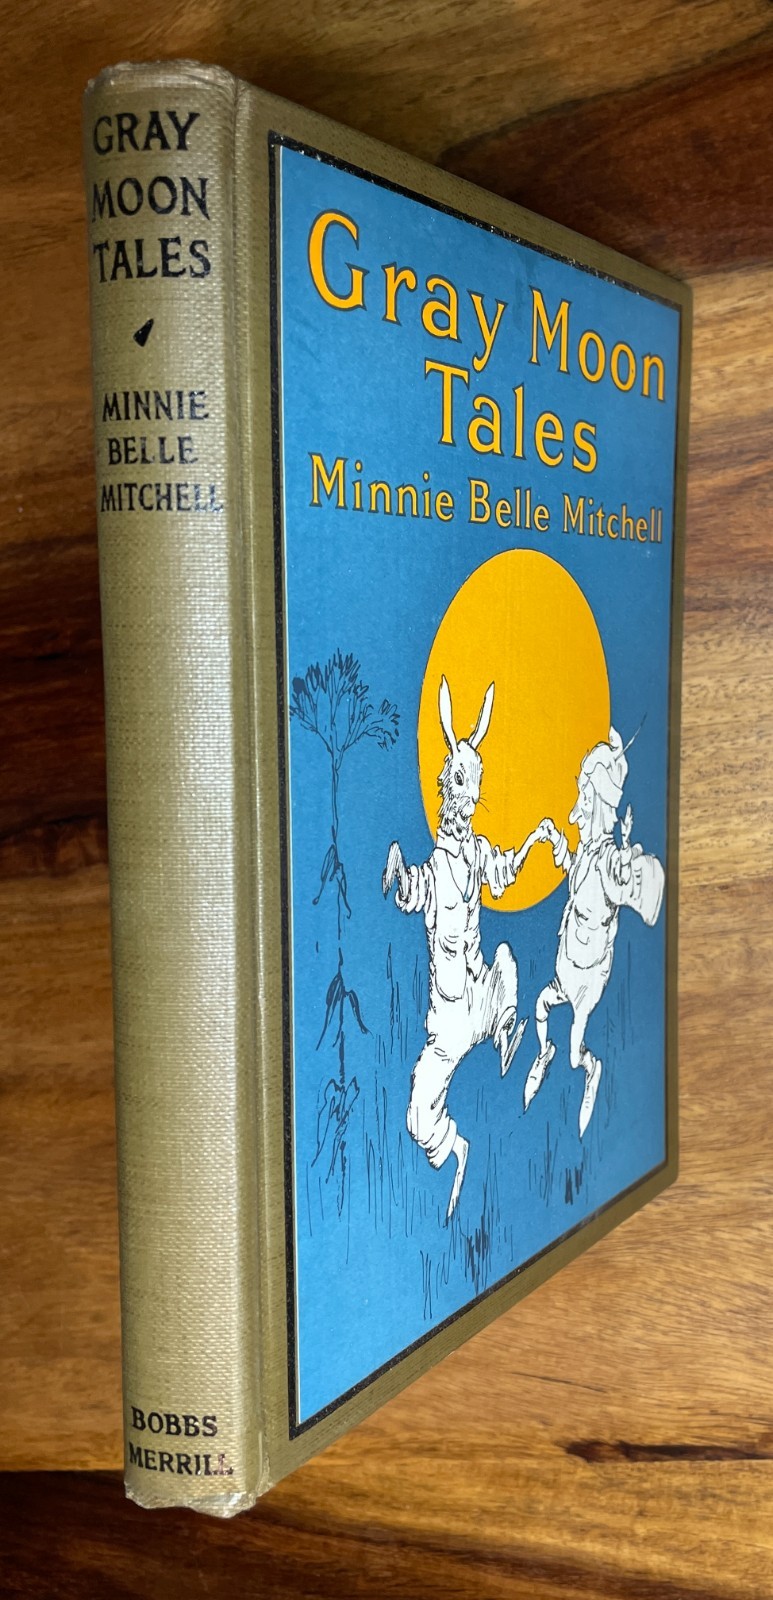 GRAY
MOON
TALES
MINNIE
BELLE
MITCHELL
BOBBS
MERRILL
Gray Moon
Tales
Minnie Belle Mitchell